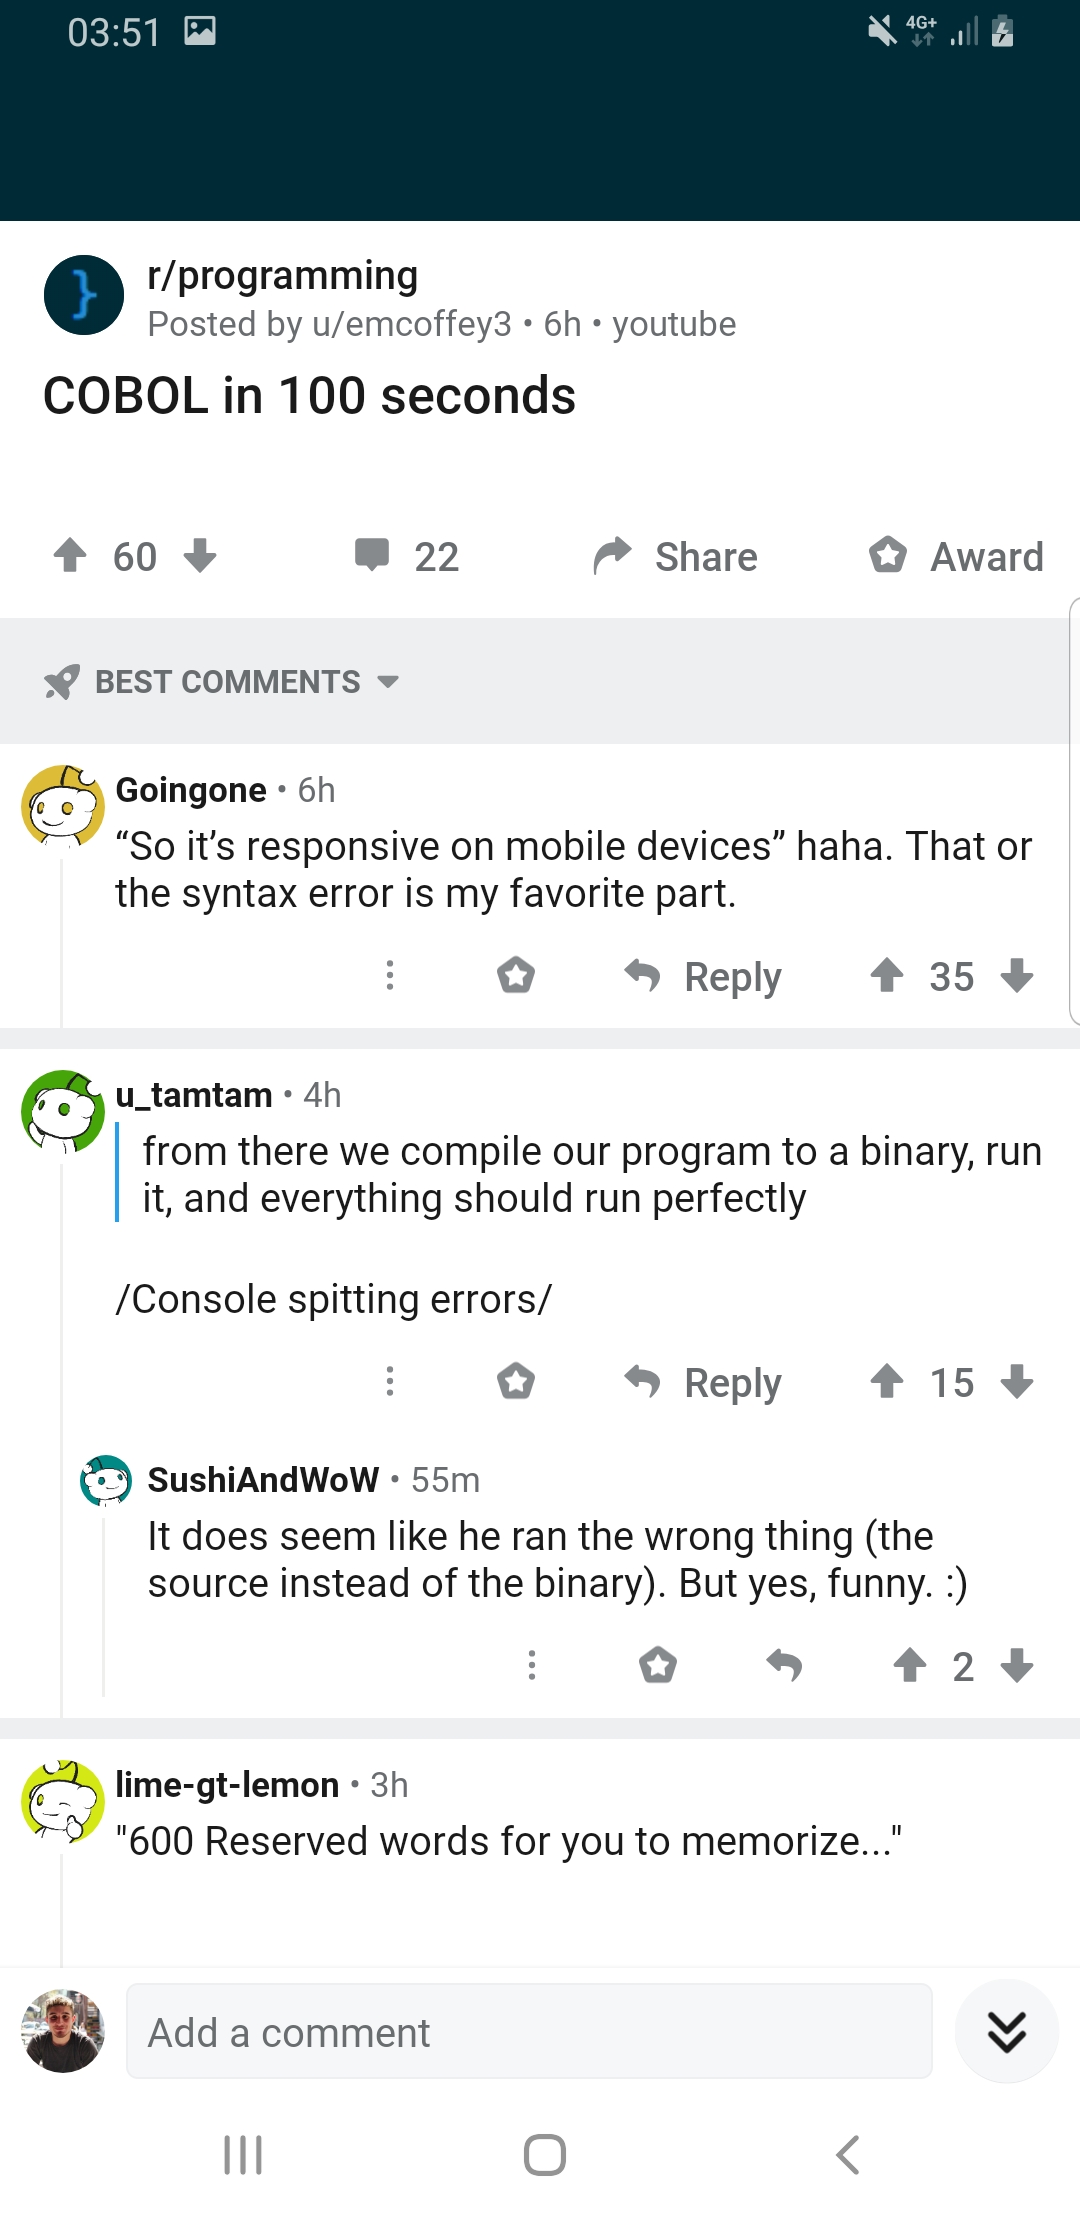 03:51
4G+
r/programming
Posted by u/emcoffey3 • 6h • youtube
COBOL in 100 seconds
60
22
Share
Award
BEST COMMENTS
Goingone • 6h
“So it’s responsive on mobile devices” haha. That or
the syntax error is my favorite part.
Reply
35
u_tamtam • 4h
from there we compile our program to a binary, run
it, and everything should run perfectly
/Console spitting errors/
Reply
15
SushiAndWoW • 55m
It does seem like he ran the wrong thing (the
source instead of the binary). But yes, funny. :)
2
lime-gt-lemon • 3h
"600 Reserved words for you to memorize..."
Add a comment